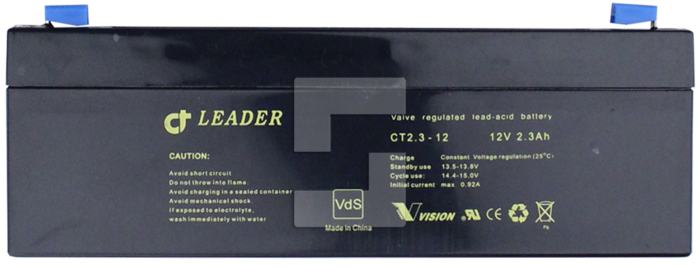 ct LEADER
CAUTION:
Avoid short circuit
Do not throw into flame.
Avoid charging in a sealed container
Avoid mechanical shock.
If exposed to electrolyte,
wash immediately with water
VdS
Made in China
Valve regulated lead-acid battery
CT2.3-12 12V 2.3Ah
Charge Constant Voltage regulation (25°C)
Standby use 13.5-13.8V
Cycle use: 14.4-15.0V
Initial current max. 0.92A
VISION CE Pb